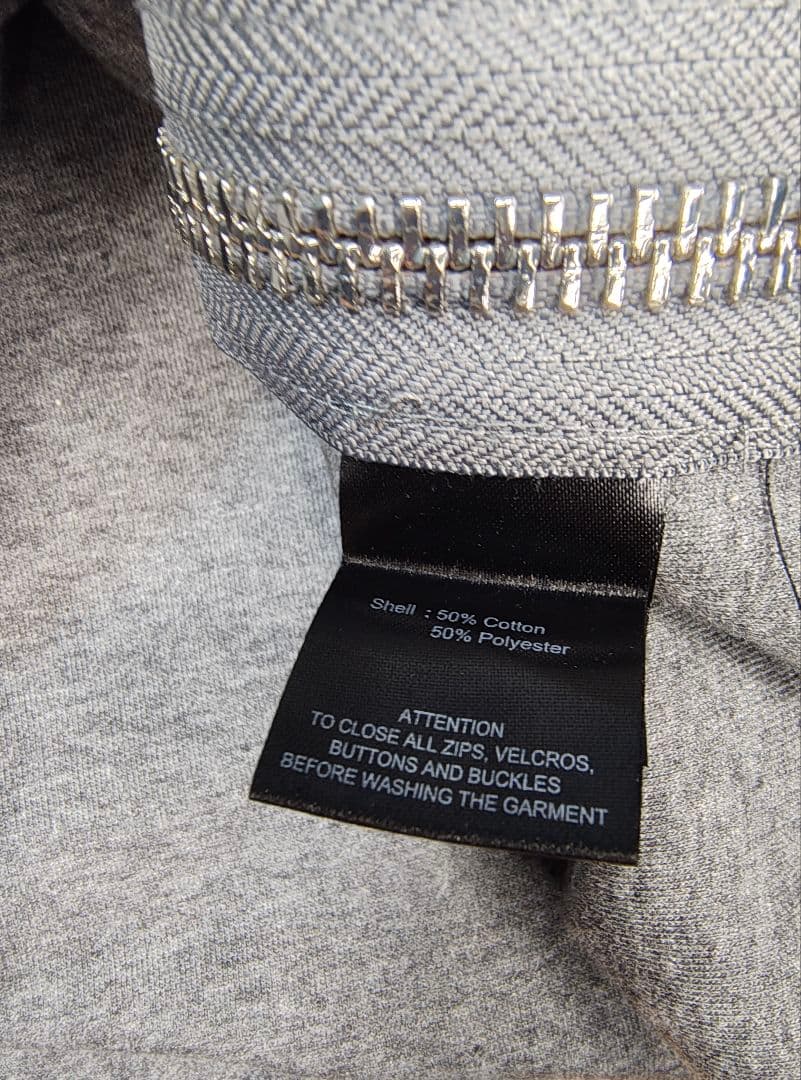 Shell : 50% Cotton
50% Polyester
ATTENTION
TO CLOSE ALL ZIPS, VELCROS,
BUTTONS AND BUCKLES
BEFORE WASHING THE GARMENT